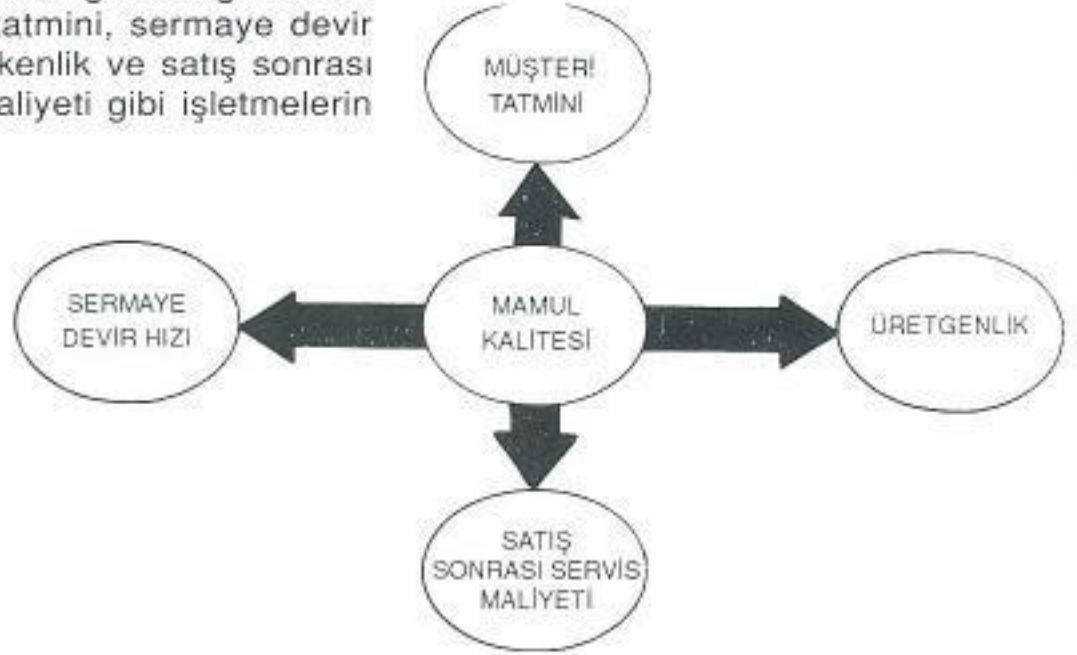 tatmini, sermaye devir
kenlik ve satış sonrası
aliyeti gibi işletmelerin
MÜŞTERİ
TATMİNİ
SERMAYE
DEVİR HIZI
MAMUL
KALİTESİ
ÜRETGENLİK
SATIŞ
SONRASI SERVİS
MALİYETİ